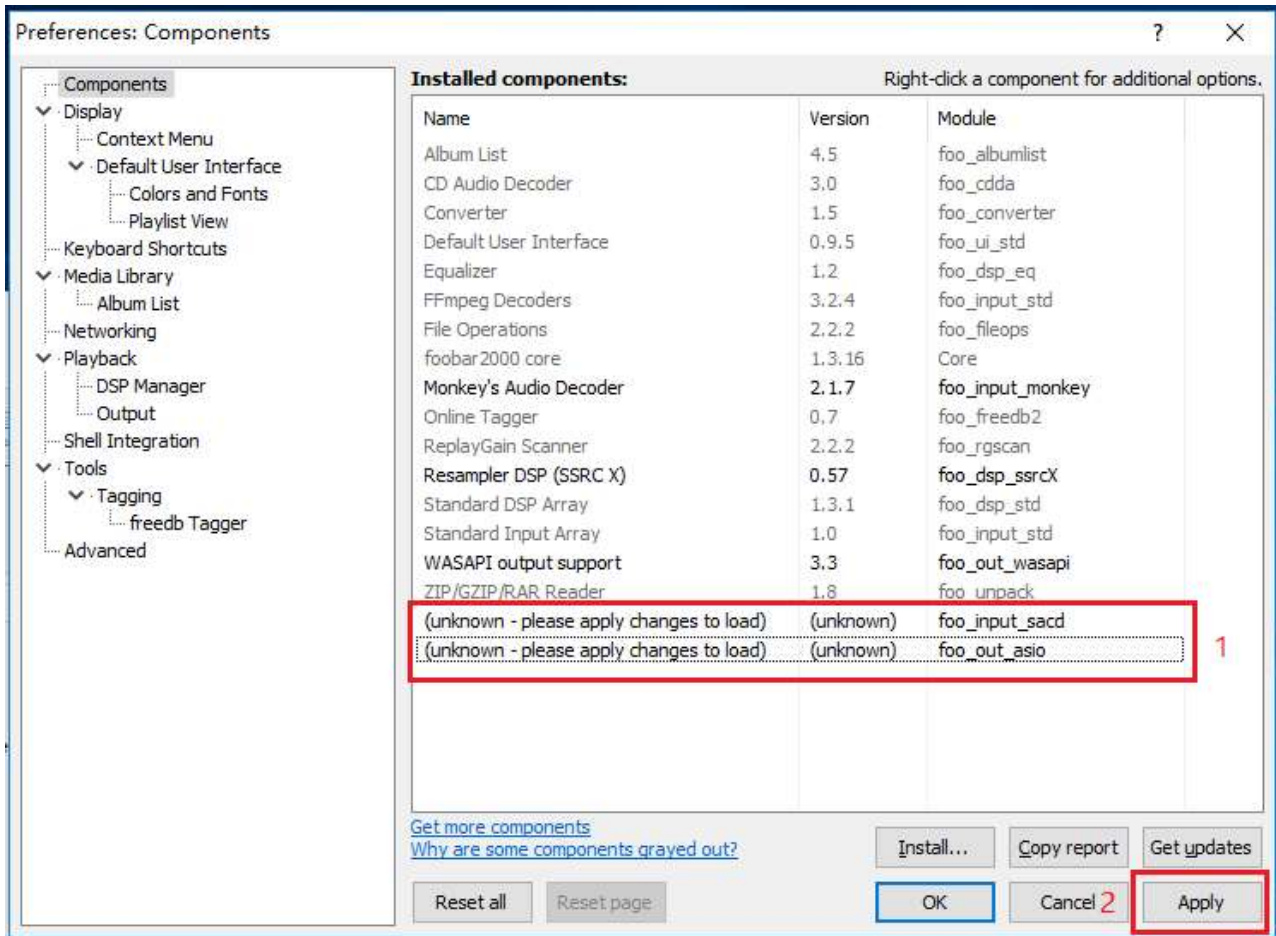 Preferences: Components ? X
Components
Display
Context Menu
Default User Interface
Colors and Fonts
Playlist View
Keyboard Shortcuts
Media Library
Album List
Networking
Playback
DSP Manager
Output
Shell Integration
Tools
Tagging
freedb Tagger
Advanced
Installed components: Right-click a component for additional options.
Name Version Module
Album List 4.5 foo_albumlist
CD Audio Decoder 3.0 foo_cdda
Converter 1.5 foo_converter
Default User Interface 0.9.5 foo_ui_std
Equalizer 1.2 foo_dsp_eq
FFmpeg Decoders 3.2.4 foo_input_std
File Operations 2.2.2 foo_fileops
foobar2000 core 1.3.16 Core
Monkey's Audio Decoder 2.1.7 foo_input_monkey
Online Tagger 0.7 foo_freedb2
ReplayGain Scanner 2.2.2 foo_rgscan
Resampler DSP (SSRC X) 0.57 foo_dsp_ssrcX
Standard DSP Array 1.3.1 foo_dsp_std
Standard Input Array 1.0 foo_input_std
WASAPI output support 3.3 foo_out_wasapi
ZIP/GZIP/RAR Reader 1.8 foo_unpack
(unknown - please apply changes to load) (unknown) foo_input_sacd
(unknown - please apply changes to load) (unknown) foo_out_asio
1
Get more components
Why are some components grayed out?
Install... Copy report Get updates
Reset all Reset page OK Cancel 2 Apply